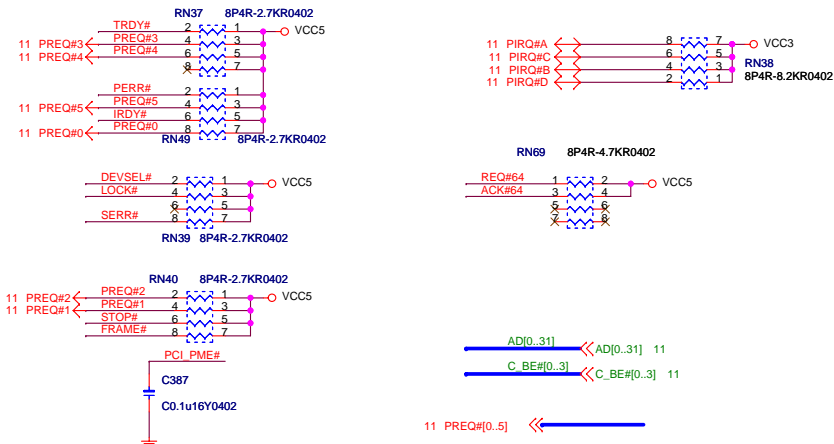 RN37 8P4R-2.7KR0402
TRDY# 2 1 VCC5
11 PREQ#3 PREQ#3 4 3
11 PREQ#4 PREQ#4 6 5
8 7
PERR# 2 1
11 PREQ#5 PREQ#5 4 3
IRDY# 6 5
11 PREQ#0 PREQ#0 8 7
RN49 8P4R-2.7KR0402
11 PIRQ#A 8 7 VCC3
11 PIRQ#C 6 5 RN38
11 PIRQ#B 4 3 8P4R-8.2KR0402
11 PIRQ#D 2 1
DEVSEL# 2 1 VCC5
LOCK# 4 3
6 5
SERR# 8 7
RN39 8P4R-2.7KR0402
RN69 8P4R-4.7KR0402
REQ#64 1 2 VCC5
ACK#64 3 4
5 6
7 8
RN40 8P4R-2.7KR0402
11 PREQ#2 PREQ#2 2 1 VCC5
11 PREQ#1 PREQ#1 4 3
STOP# 6 5
FRAME# 8 7
PCI_PME#
C387
C0.1u16Y0402
AD[0..31] AD[0..31] 11
C_BE#[0..3] C_BE#[0..3] 11
11 PREQ#[0..5]